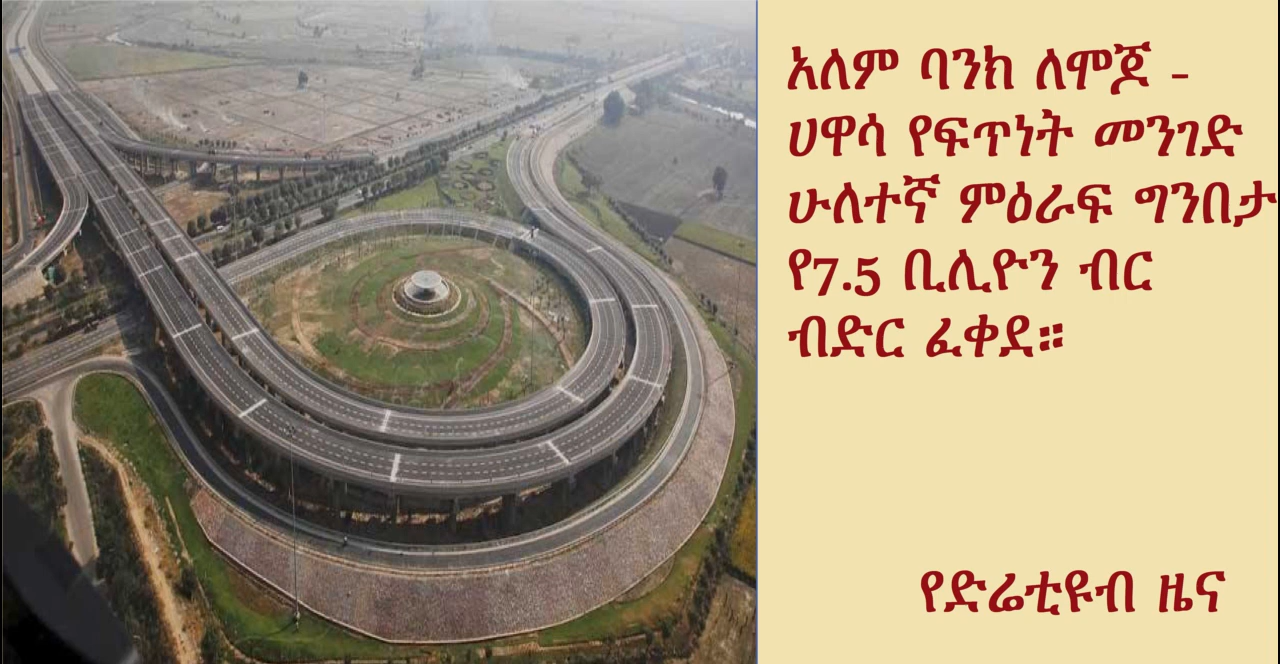 አለም ባንክ ለሞጆ -
ሀዋሳ የፍጥነት መንገድ
ሁለተኛ ምዕራፍ ግንበታ
የ7.5 ቢሊዮን ብር
ብድር ፈቀደ።
የድሬቲዩብ ዜና